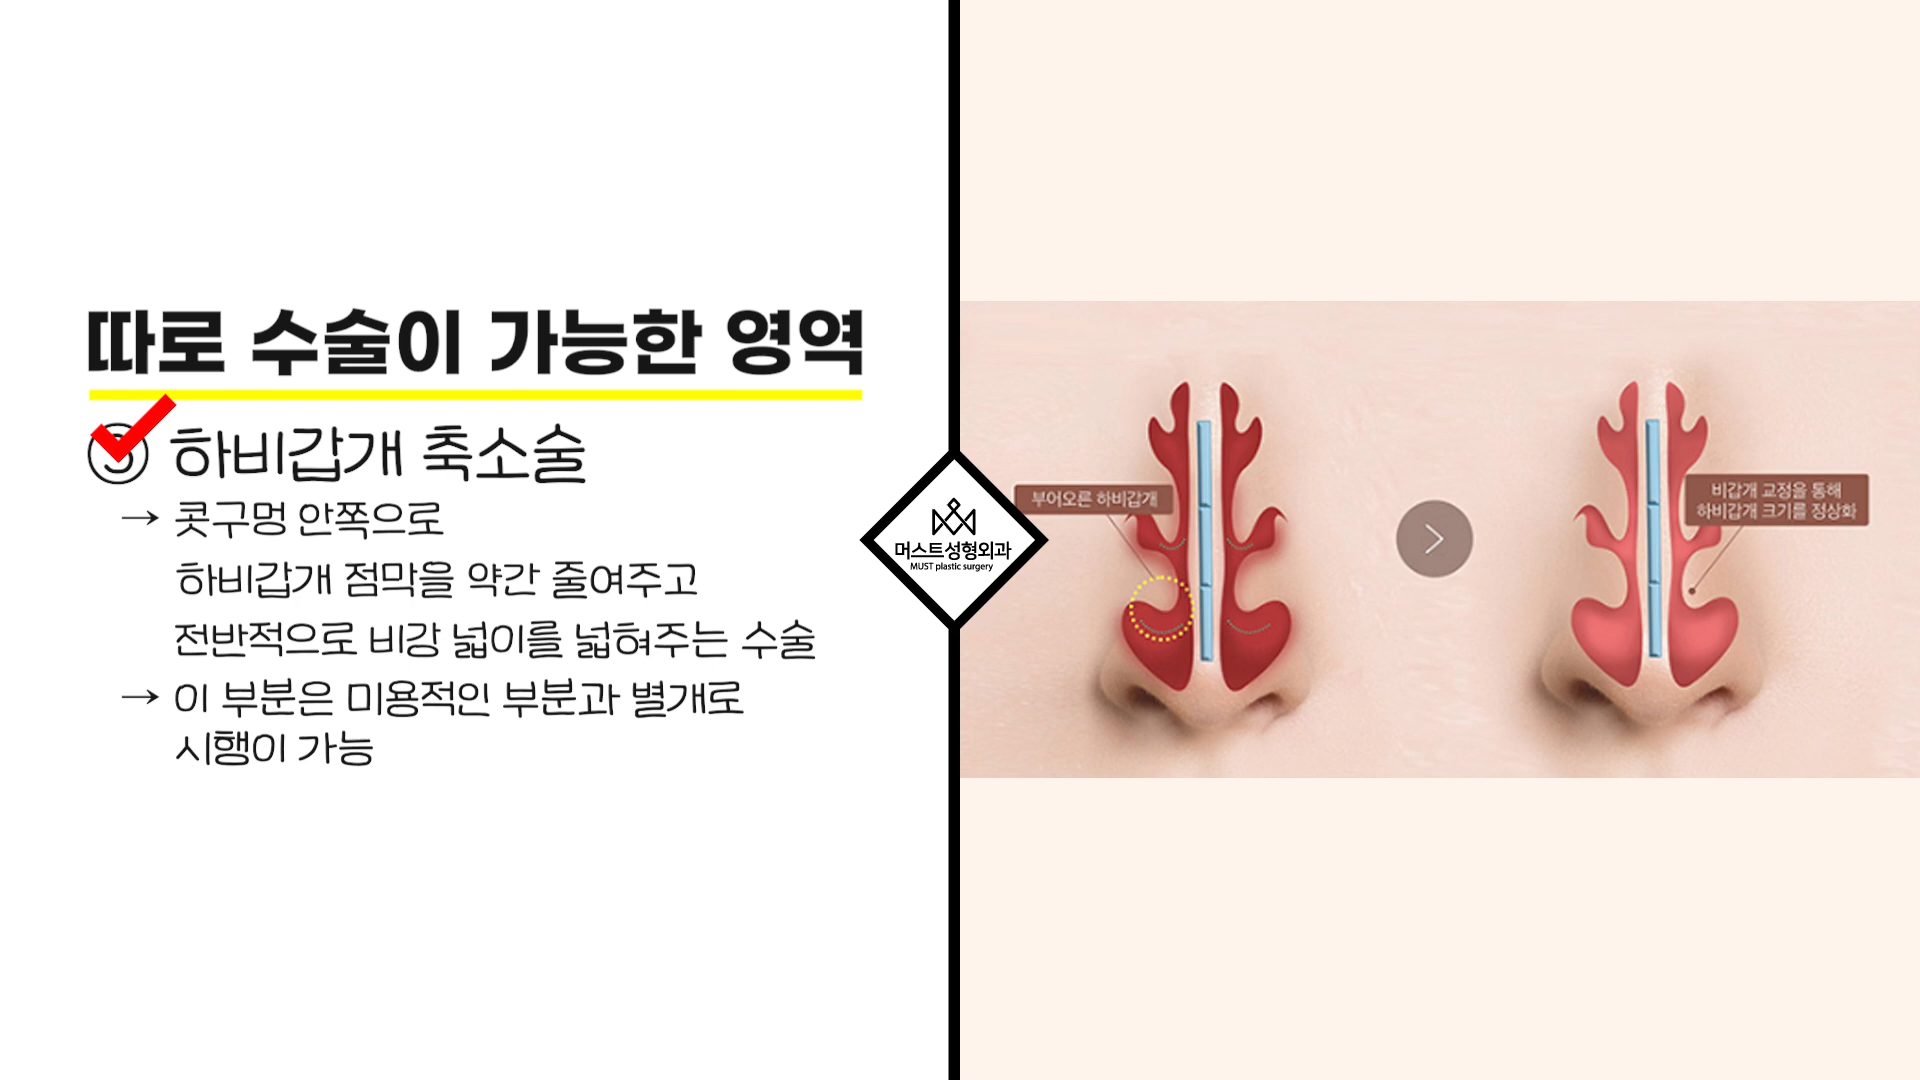 따로 수술이 가능한 영역
③ 하비갑개 축소술
→ 콧구멍 안쪽으로
하비갑개 점막을 약간 줄여주고
전반적으로 비강 넓이를 넓혀주는 수술
→ 이 부분은 미용적인 부분과 별개로
시행이 가능
머스트성형외과
MUST plastic surgery
부어오른 하비갑개
비갑개 교정을 통해
하비갑개 크기를 정상화